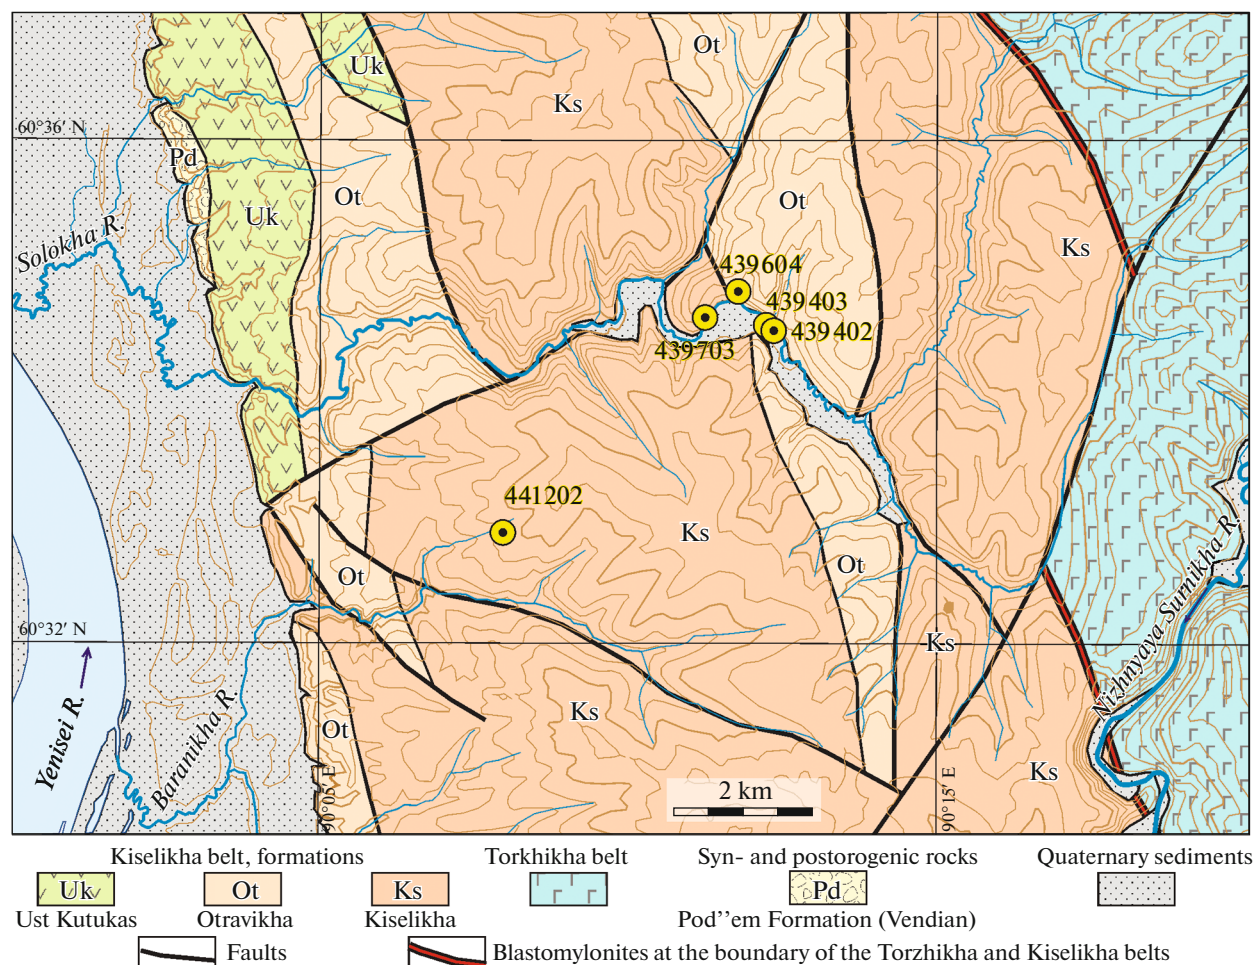 Ot
Uk
Ks
60°36′ N
Pd
Ot
Ot
Uk
Ks
Solokha R.
439604
439403
439402
439703
441202
Ks
Ot
Ot
60°32′ N
Ks
Nizhnyaya Surnikha R.
Yenisei R.
Baranikha R.
Ot
Ks
Ks
90°05′ E
90°15′ E
2 km
Kiselikha belt, formations Torkhikha belt Syn- and postorogenic rocks Quaternary sediments
Uk Ot Ks Pd
Ust Kutukas Otravikha Kiselikha Pod’’em Formation (Vendian)
Faults Blastomylonites at the boundary of the Torzhikha and Kiselikha belts